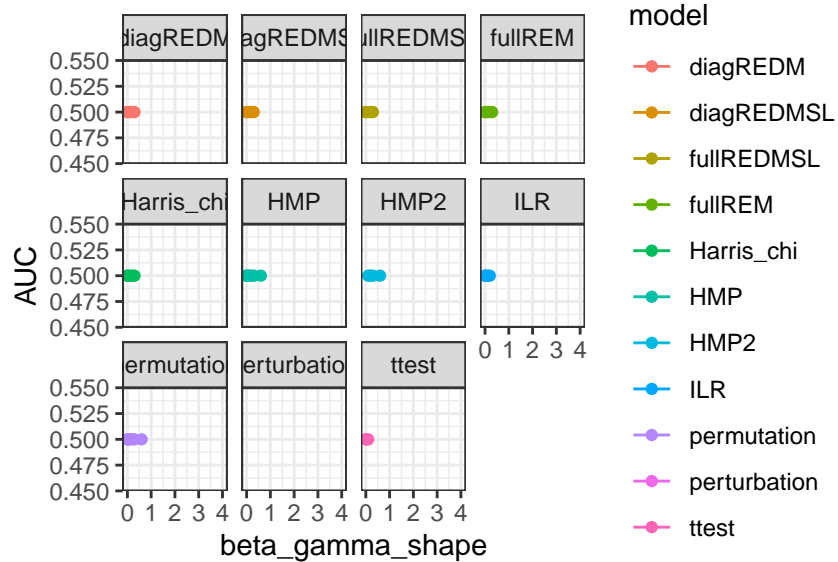 model
diagREDM
agREDMS
ullREDMS
fullREM
0.550
0.525
0.500
0.475
0.450
Harris_chi
HMP
HMP2
ILR
0.550
0.525
0.500
0.475
0.450
0 1 2 3 4
ermutation
erturbatio
ttest
0.550
0.525
0.500
0.475
0.450
0 1 2 3 4
0 1 2 3 4
0 1 2 3 4
AUC
beta_gamma_shape
diagREDM
diagREDMSL
fullREDMSL
fullREM
Harris_chi
HMP
HMP2
ILR
permutation
perturbation
ttest